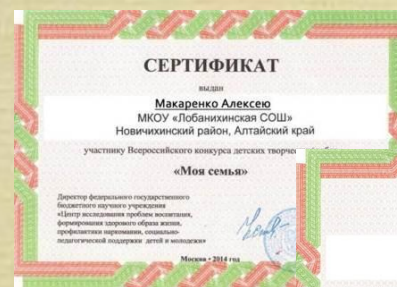 СЕРТИФИКАТ
выдан
Макаренко Алексею
МКОУ «Лобанихинская СОШ»
Новичихинский район, Алтайский край
участнику Всероссийского конкурса детских творческих
«Моя семья»
Директор федерального государственного
бюджетного научного учреждения
«Центр исследования проблем воспитания,
формирования здорового образа жизни,
профилактики наркомании, социально-
педагогической поддержки детей и молодежи»
Москва • 2014 год